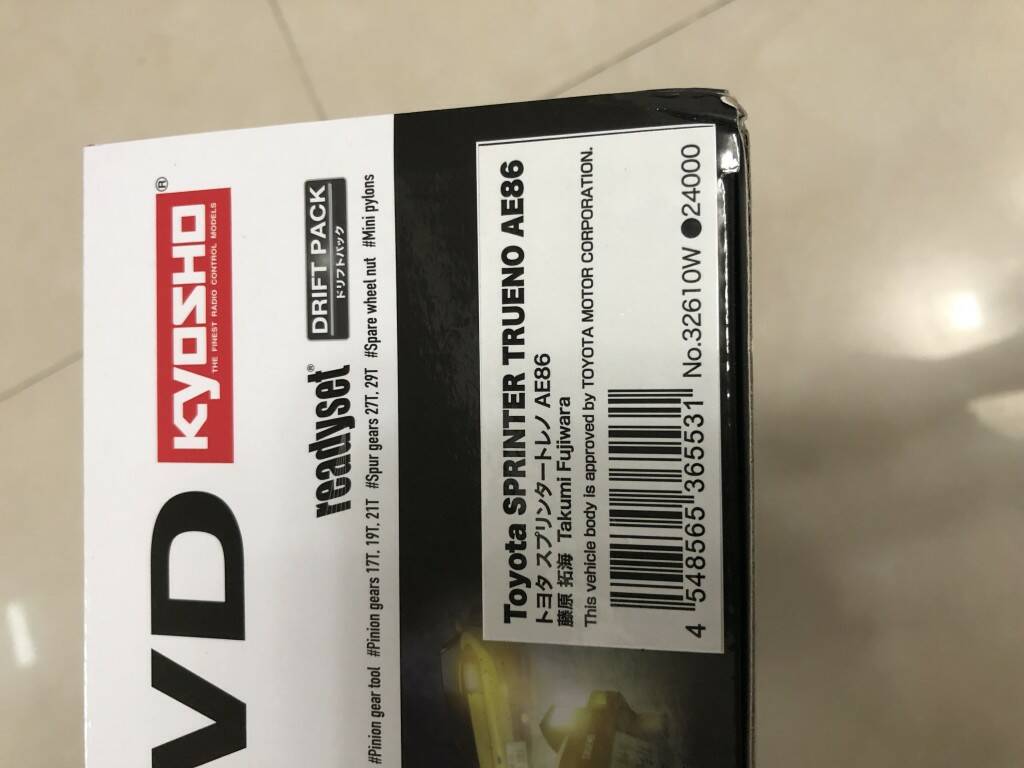 VD
KYOSHO®
THE FINEST RADIO CONTROL MODELS
readyset®
DRIFT PACK
ドリフトパック
#Pinion gear tool #Pinion gears 17T, 19T, 21T #Spur gears 27T, 29T #Spare wheel nut #Mini pylons
Toyota SPRINTER TRUENO AE86
トヨタ スプリンタートレノ AE86
藤原 拓海 Takumi Fujiwara
This vehicle body is approved by TOYOTA MOTOR CORPORATION.
4 548565 365531
No.32610W ●24000